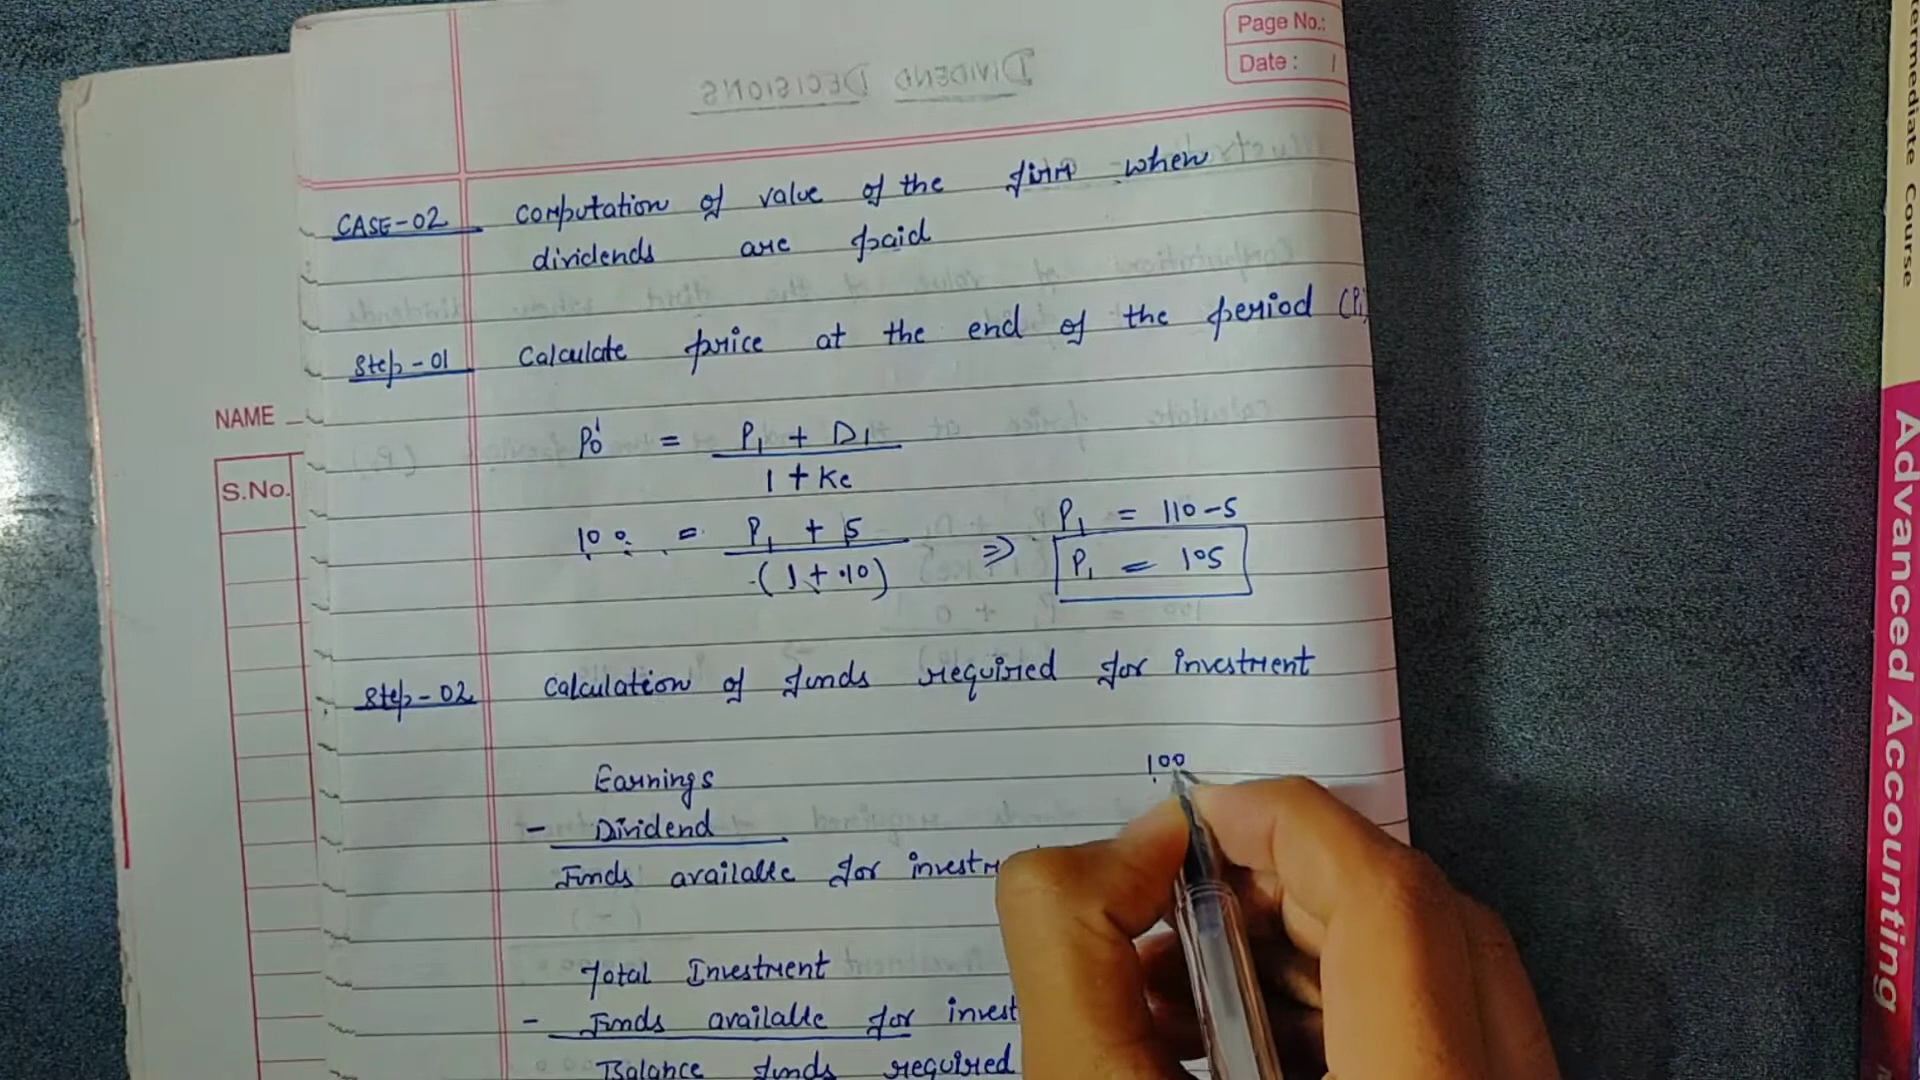 Page No.:
Date :
DIVIDEND DECISIONS
CASE-02 Computation of value of the firm when
dividends are paid
Step-01 Calculate price at the end of the period (P1
P0' = P1 + D1
1 + Ke
100 = P1 + 5
(1 + .10)
⇒ P1 = 110-5
P1 = 105
Step-02 Calculation of funds required for investment
Earnings 100
- Dividend
Funds available for investm
Total Investment
- Funds available for invest
Balance funds required
NAME
S.No.
termediate Course
Advanced Accounting